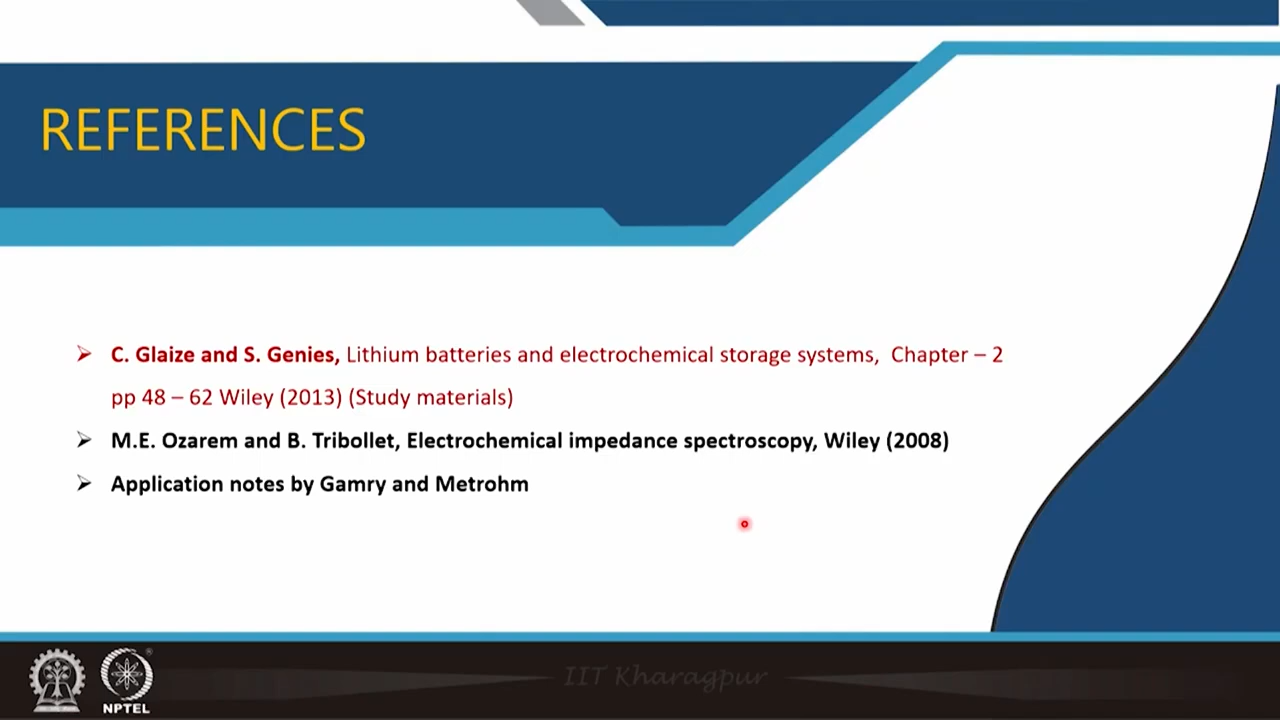 REFERENCES
➢ C. Glaize and S. Genies, Lithium batteries and electrochemical storage systems, Chapter – 2
pp 48 – 62 Wiley (2013) (Study materials)
➢ M.E. Ozarem and B. Tribollet, Electrochemical impedance spectroscopy, Wiley (2008)
➢ Application notes by Gamry and Metrohm
IIT Kharagpur
NPTEL